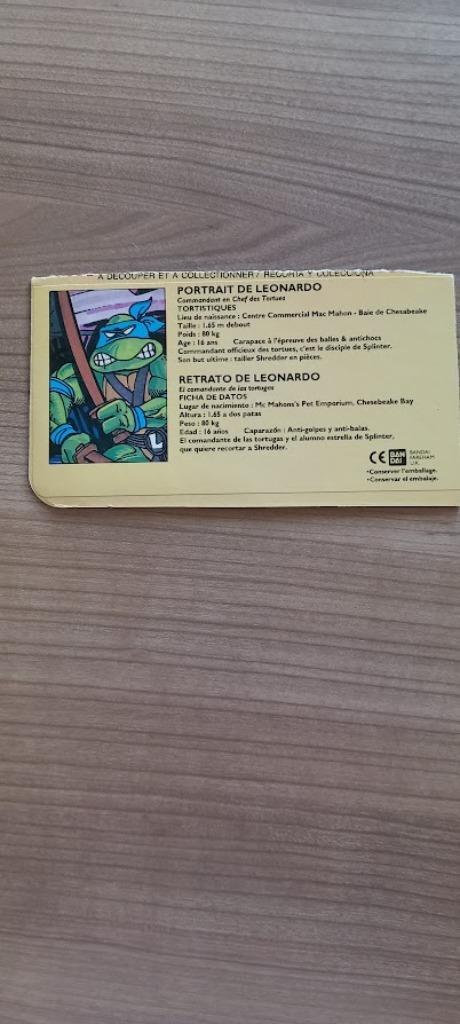 A DECOUPER ET A COLLECTIONNER / RECORTA Y COLECCIONA
PORTRAIT DE LEONARDO
Commandant en Chef des Tortues
TORTISTIQUES
Lieu de naissance : Centre Commercial Mac Mahon - Baie de Chesabeake
Taille : 1.65 m debout
Poids : 80 kg
Age : 16 ans Carapace à l'épreuve des balles & antichocs
Commandant officieux des tortues, c'est le disciple de Splinter.
Son but ultime : tailler Shredder en pièces.
RETRATO DE LEONARDO
El comandante de las tortugas
FICHA DE DATOS
Lugar de nacimiento : Mc Mahons's Pet Emporium, Chesebeake Bay
Altura : 1.65 a dos patas
Peso : 80 kg
Edad : 16 años Caparazón : Anti-golpes y anti-balas.
El comandante de las tortugas y el alumno estrella de Splinter,
que quiere recortar a Shredder.
L
CE BAN DAI BANDAI
FAREHAM
U.K.
•Conserver l'emballage.
•Conservar el embalaje.